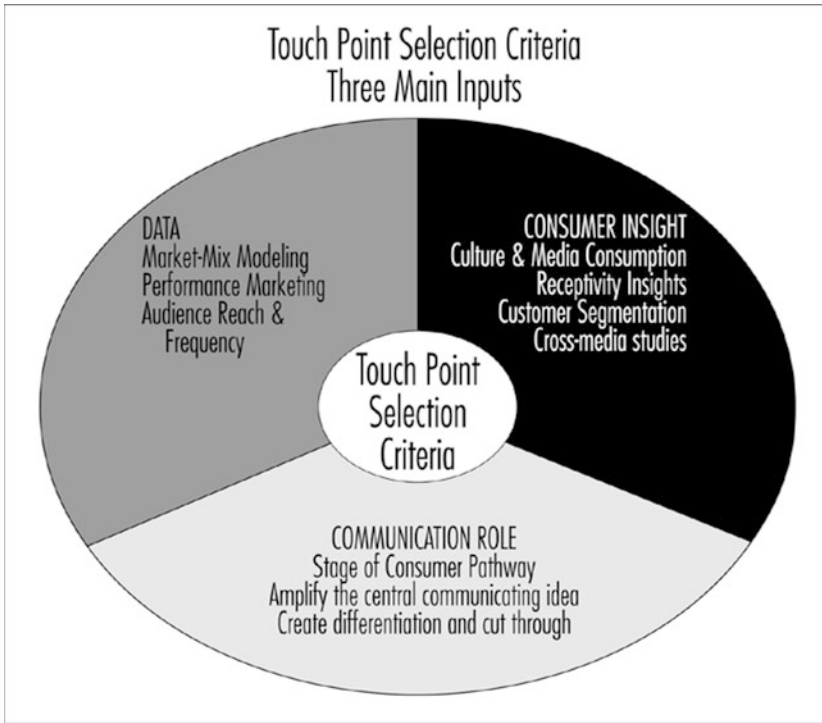 Touch Point Selection Criteria
Three Main Inputs
DATA
Market-Mix Modeling
Performance Marketing
Audience Reach &
Frequency
CONSUMER INSIGHT
Culture & Media Consumption
Receptivity Insights
Customer Segmentation
Cross-media studies
Touch Point
Selection
Criteria
COMMUNICATION ROLE
Stage of Consumer Pathway
Amplify the central communicating idea
Create differentiation and cut through